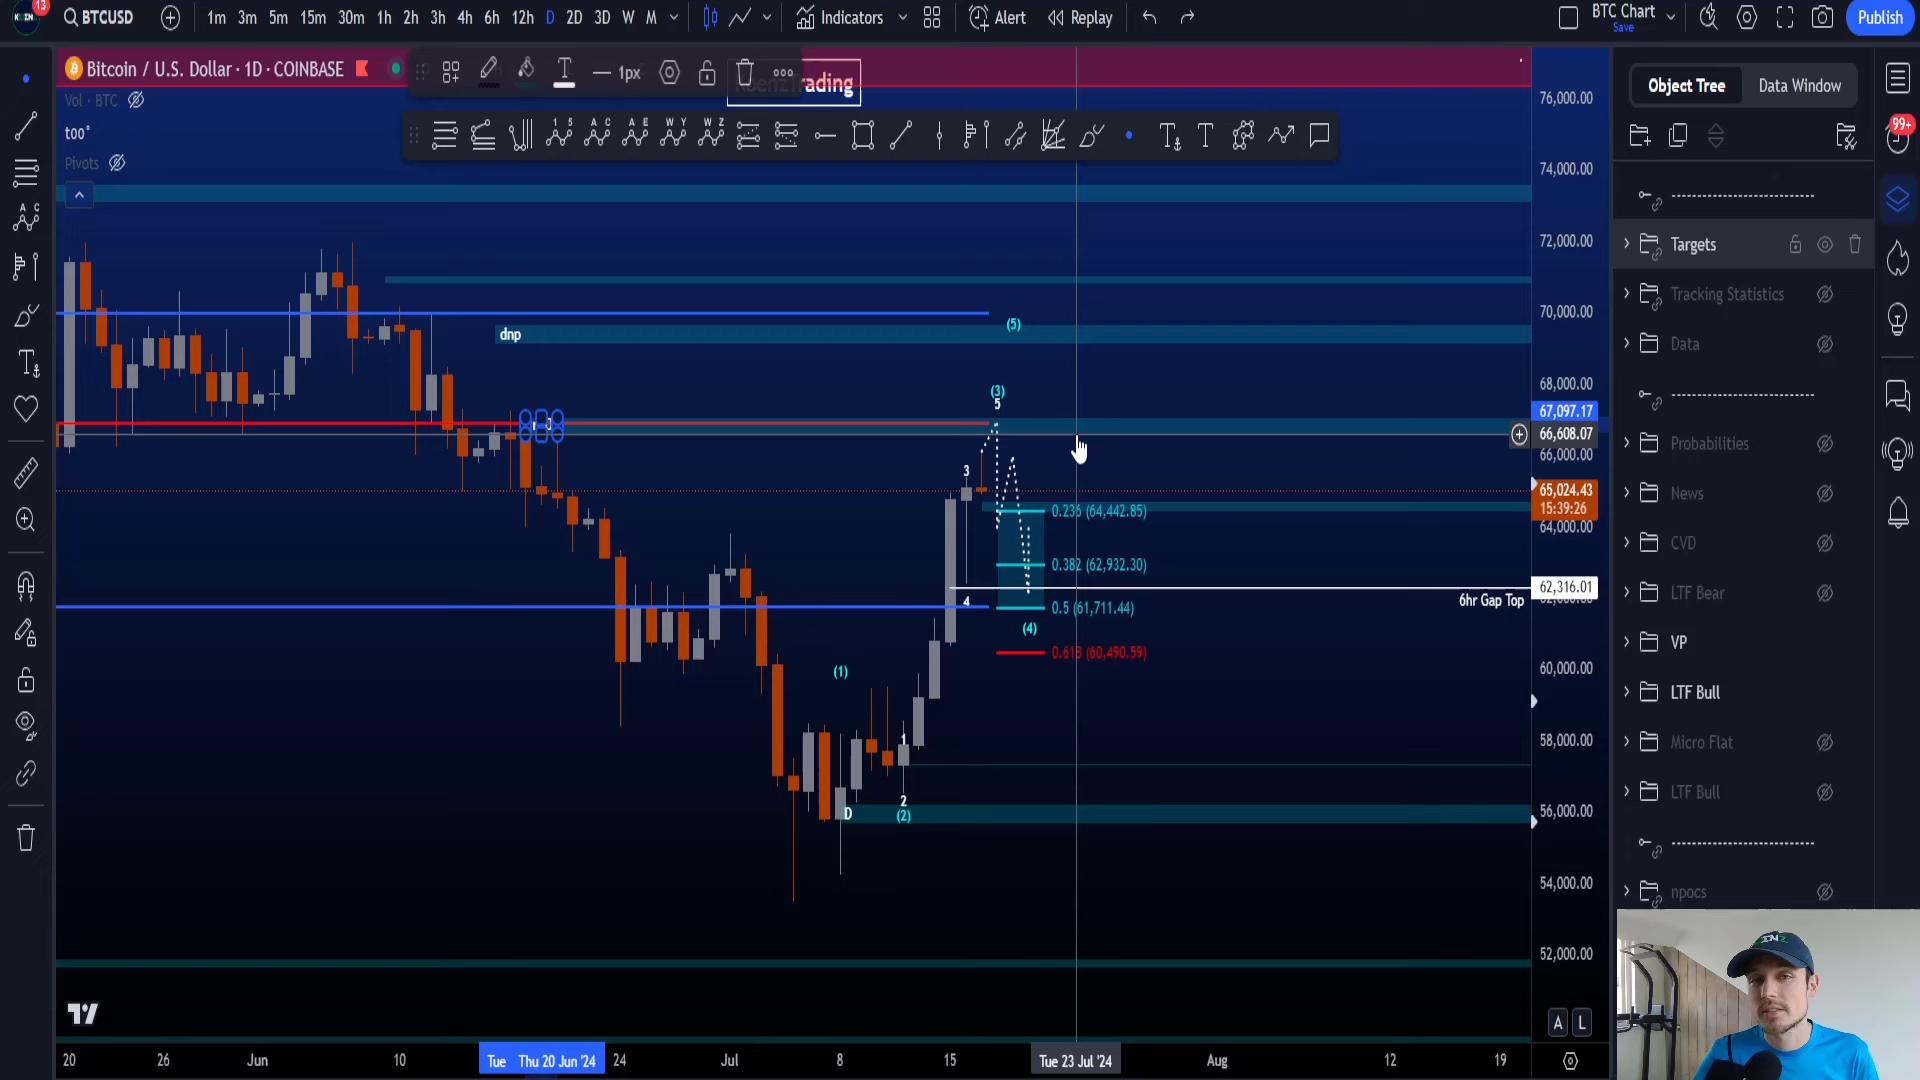 13
BTCUSD
1m 3m 5m 15m 30m 1h 2h 3h 4h 6h 12h D 2D 3D W M
Indicators
Alert
Replay
BTC Chart
Save
Publish
Bitcoin / U.S. Dollar · 1D · COINBASE
1px
Trading
Vol · BTC
too
Pivots
Object Tree
Data Window
99+
Targets
Tracking Statistics
Data
Probabilities
News
CVD
LTF Bear
VP
LTF Bull
Micro Flat
LTF Bull
npocs
76,000.00
74,000.00
72,000.00
70,000.00
68,000.00
67,097.17
66,608.07
66,000.00
65,024.43
15:39:26
64,000.00
62,316.01
60,000.00
58,000.00
56,000.00
54,000.00
52,000.00
dnp
(5)
(3)
5
3
0.236 (64,442.85)
0.382 (62,932.30)
6hr Gap Top
4
0.5 (61,711.44)
(4)
0.618 (60,490.59)
(1)
1
2
(2)
D
A L
20 26 Jun 10 Tue Thu 20 Jun '24 24 Jul 8 15 Tue 23 Jul '24 Aug 12 19